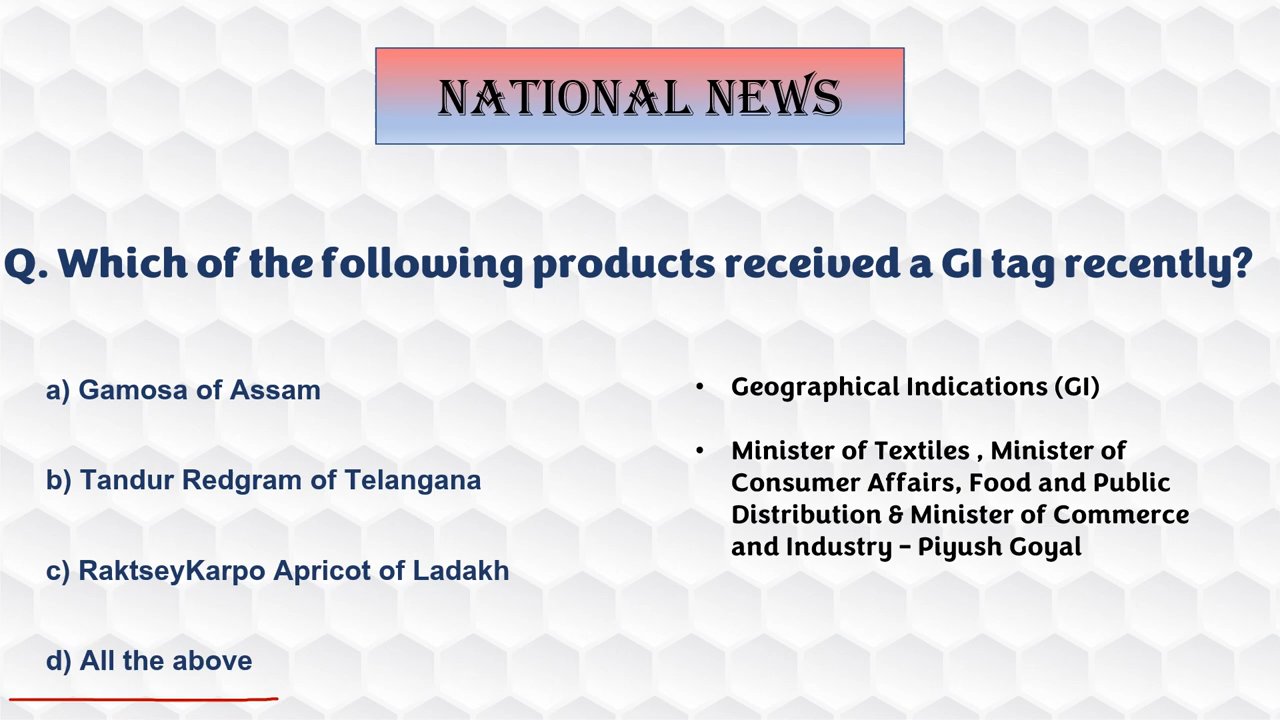 NATIONAL NEWS
Q. Which of the following products received a GI tag recently?
a) Gamosa of Assam
b) Tandur Redgram of Telangana
c) RaktseyKarpo Apricot of Ladakh
d) All the above
• Geographical Indications (GI)
• Minister of Textiles , Minister of
Consumer Affairs, Food and Public
Distribution & Minister of Commerce
and Industry – Piyush Goyal